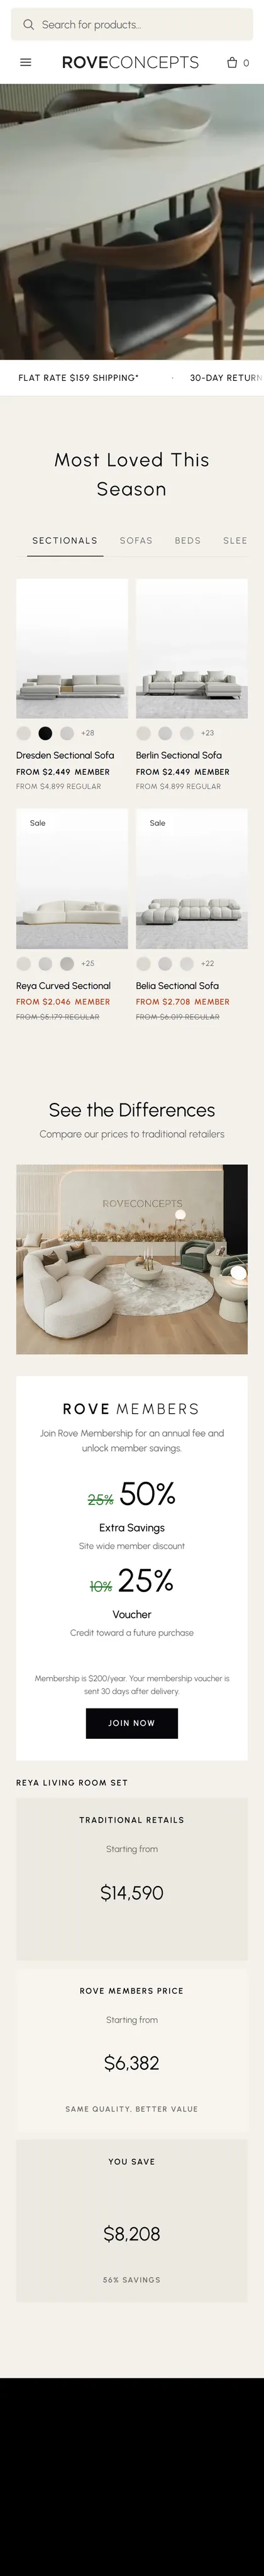 Search for products...
ROVECONCEPTS
0
FLAT RATE $159 SHIPPING* · 30-DAY RETURN
Most Loved This
Season
SECTIONALS SOFAS BEDS SLEE
+28
+23
Dresden Sectional Sofa
Berlin Sectional Sofa
FROM $2,449 MEMBER
FROM $2,449 MEMBER
FROM $4,899 REGULAR
FROM $4,899 REGULAR
Sale
Sale
+25
+22
Reya Curved Sectional
Belia Sectional Sofa
FROM $2,046 MEMBER
FROM $2,708 MEMBER
FROM $5,179 REGULAR
FROM $6,019 REGULAR
See the Differences
Compare our prices to traditional retailers
ROVECONCEPTS
ROVE MEMBERS
Join Rove Membership for an annual fee and
unlock member savings.
25% 50%
Extra Savings
Site wide member discount
10% 25%
Voucher
Credit toward a future purchase
Membership is $200/year. Your membership voucher is
sent 30 days after delivery.
JOIN NOW
REYA LIVING ROOM SET
TRADITIONAL RETAILS
Starting from
$14,590
ROVE MEMBERS PRICE
Starting from
$6,382
SAME QUALITY, BETTER VALUE
YOU SAVE
$8,208
56% SAVINGS